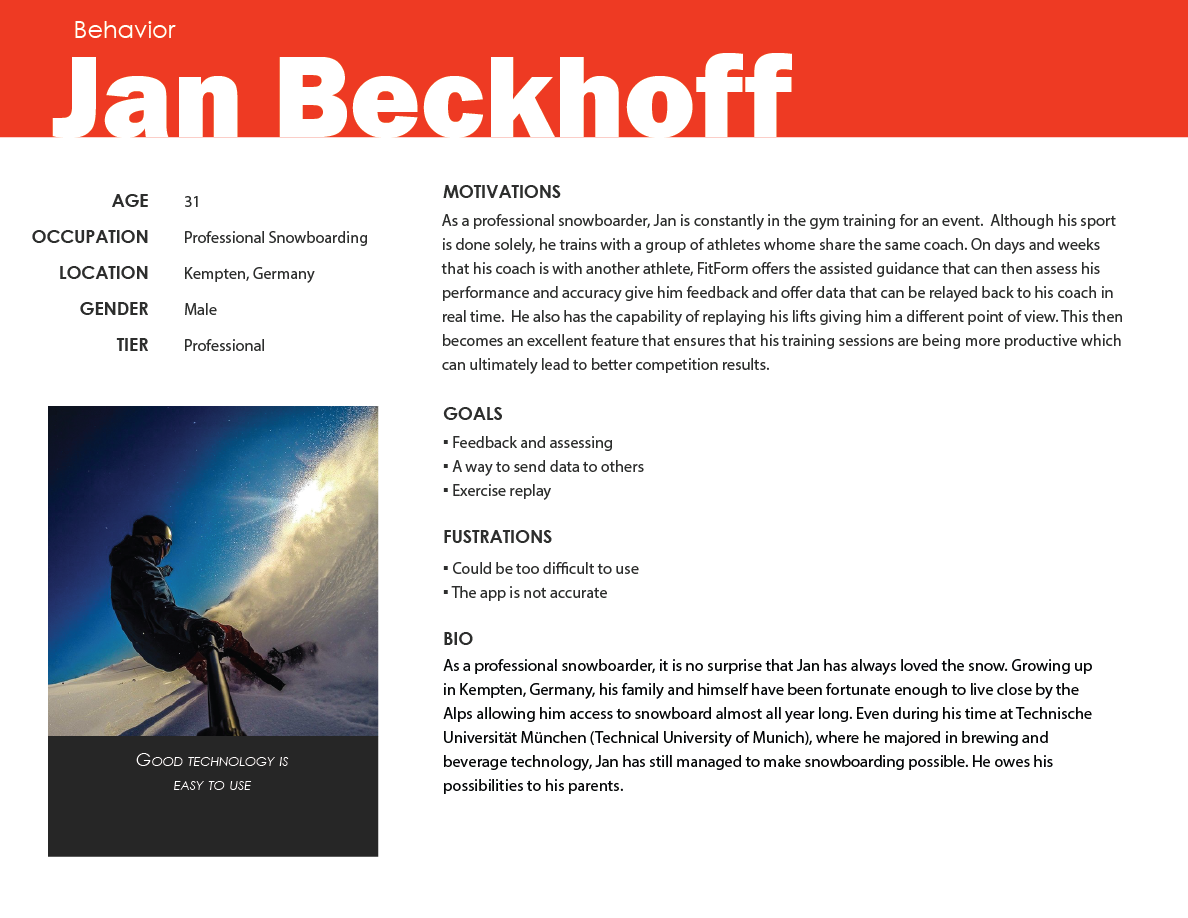 Behavior
Jan Beckhoff
AGE 31
OCCUPATION Professional Snowboarding
LOCATION Kempten, Germany
GENDER Male
TIER Professional
GOOD TECHNOLOGY IS
EASY TO USE
MOTIVATIONS
As a professional snowboarder, Jan is constantly in the gym training for an event.  Although his sport
is done solely, he trains with a group of athletes whome share the same coach. On days and weeks
that his coach is with another athlete, FitForm offers the assisted guidance that can then assess his
performance and accuracy give him feedback and offer data that can be relayed back to his coach in
real time.  He also has the capability of replaying his lifts giving him a different point of view. This then
becomes an excellent feature that ensures that his training sessions are being more productive which
can ultimately lead to better competition results.
GOALS
▪ Feedback and assessing
▪ A way to send data to others
▪ Exercise replay
FUSTRATIONS
▪ Could be too difficult to use
▪ The app is not accurate
BIO
As a professional snowboarder, it is no surprise that Jan has always loved the snow. Growing up
in Kempten, Germany, his family and himself have been fortunate enough to live close by the
Alps allowing him access to snowboard almost all year long. Even during his time at Technische
Universität München (Technical University of Munich), where he majored in brewing and
beverage technology, Jan has still managed to make snowboarding possible. He owes his
possibilities to his parents.